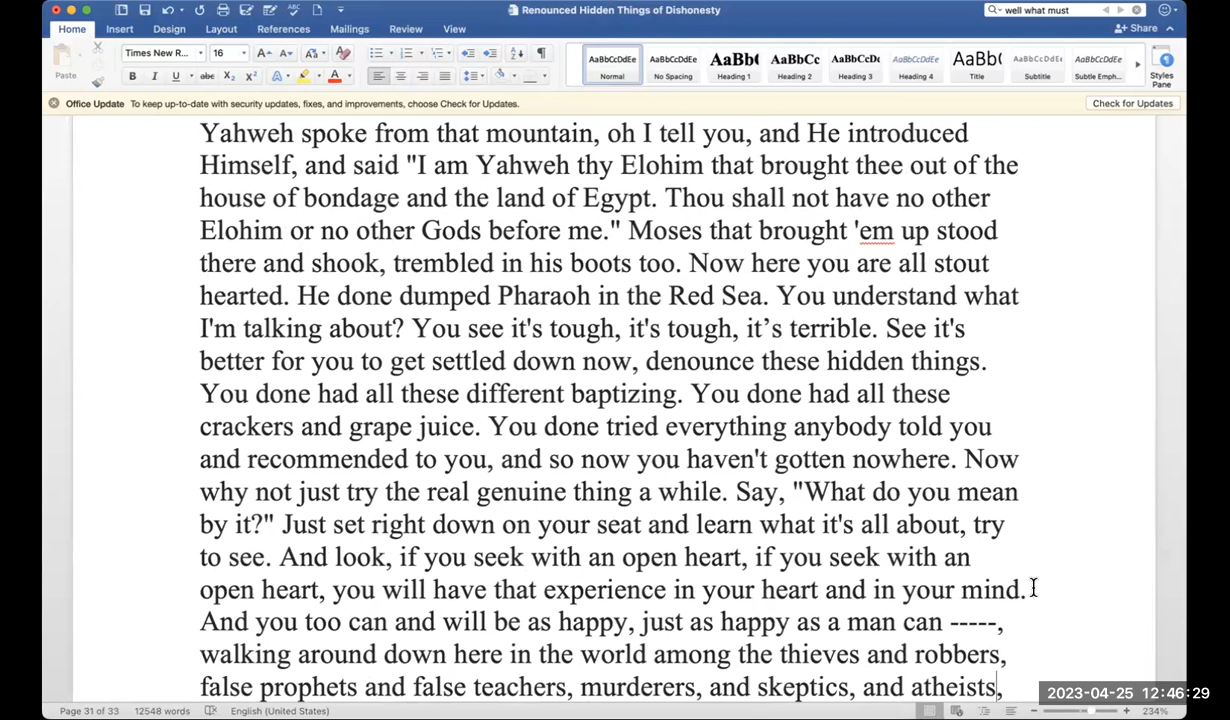 Renounced Hidden Things of Dishonesty
well what must
Home Insert Design Layout References Mailings Review View
Share
Paste
Times New R... 16
AaBbCcDdEe AaBbCcDdEe AaBb( AaBbCc AaBbCcD AaBbCcDdEe AaBb( AaBbCcDdEe AaBbCcDdEe
Normal No Spacing Heading 1 Heading 2 Heading 3 Heading 4 Title Subtitle Subtle Emph... Styles Pane
Office Update To keep up-to-date with security updates, fixes, and improvements, choose Check for Updates. Check for Updates
Yahweh spoke from that mountain, oh I tell you, and He introduced
Himself, and said "I am Yahweh thy Elohim that brought thee out of the
house of bondage and the land of Egypt. Thou shall not have no other
Elohim or no other Gods before me." Moses that brought 'em up stood
there and shook, trembled in his boots too. Now here you are all stout
hearted. He done dumped Pharaoh in the Red Sea. You understand what
I'm talking about? You see it's tough, it's tough, it’s terrible. See it's
better for you to get settled down now, denounce these hidden things.
You done had all these different baptizing. You done had all these
crackers and grape juice. You done tried everything anybody told you
and recommended to you, and so now you haven't gotten nowhere. Now
why not just try the real genuine thing a while. Say, "What do you mean
by it?" Just set right down on your seat and learn what it's all about, try
to see. And look, if you seek with an open heart, if you seek with an
open heart, you will have that experience in your heart and in your mind.
And you too can and will be as happy, just as happy as a man can -----,
walking around down here in the world among the thieves and robbers,
false prophets and false teachers, murderers, and skeptics, and atheists,
2023-04-25 12:46:29
Page 31 of 33 12548 words English (United States) 234%